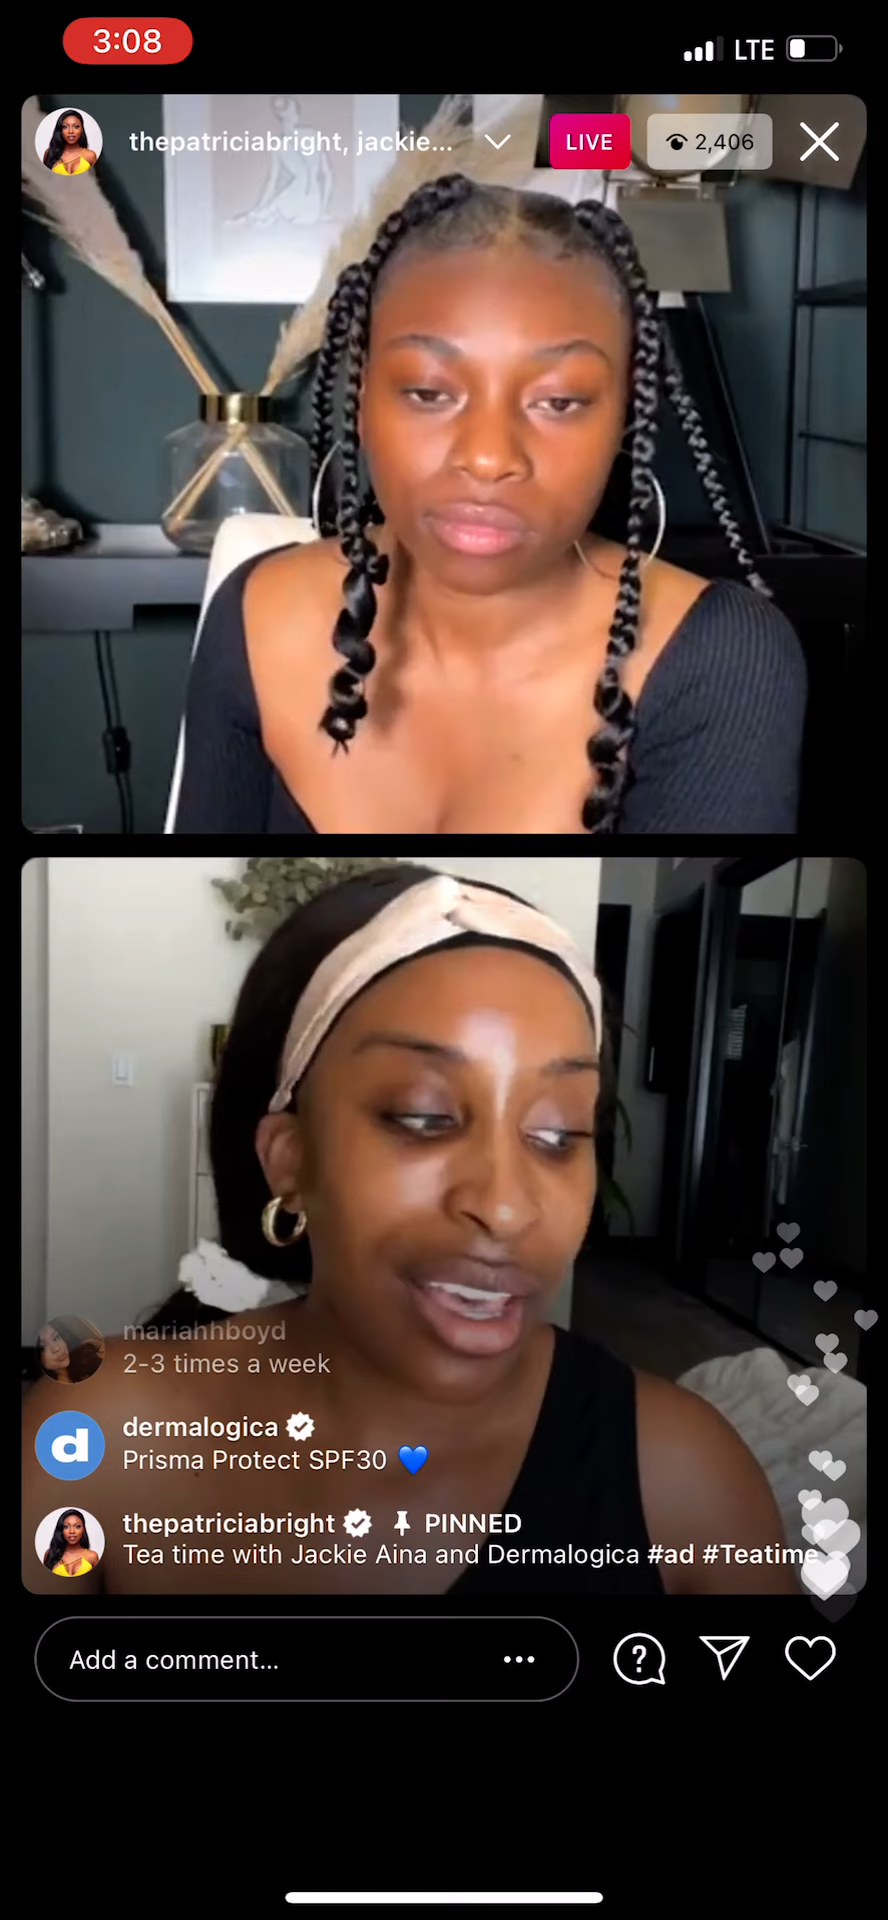 3:08
LTE
thepatriciabright, jackie...
LIVE
2,406
mariahhboyd
2-3 times a week
d
dermalogica
Prisma Protect SPF30 💙
thepatriciabright PINNED
Tea time with Jackie Aina and Dermalogica #ad #Teatime
Add a comment...
?